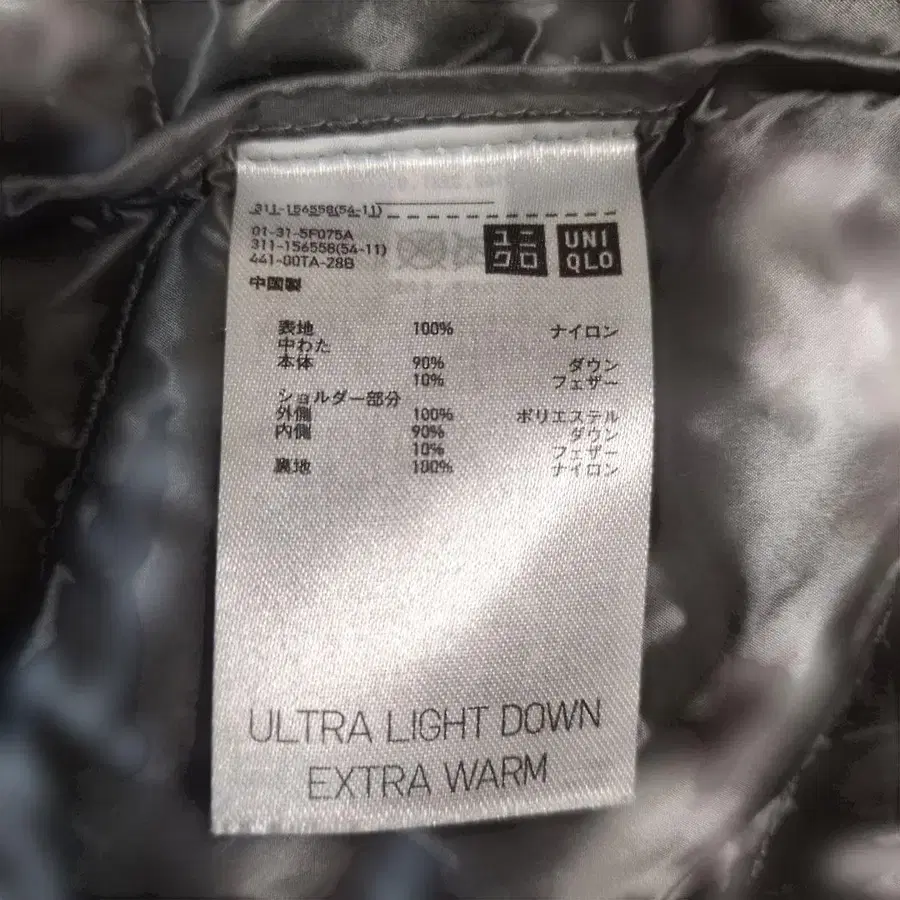 311-156558(54-11)
01-31-5F075A
311-156558(54-11)
441-00TA-28B
ユニ
クロ
UNI
QLO
中国製
表地 100% ナイロン
中わた
本体 90% ダウン
10% フェザー
ショルダー部分
外側 100% ポリエステル
内側 90% ダウン
10% フェザー
裏地 100% ナイロン
ULTRA LIGHT DOWN
EXTRA WARM